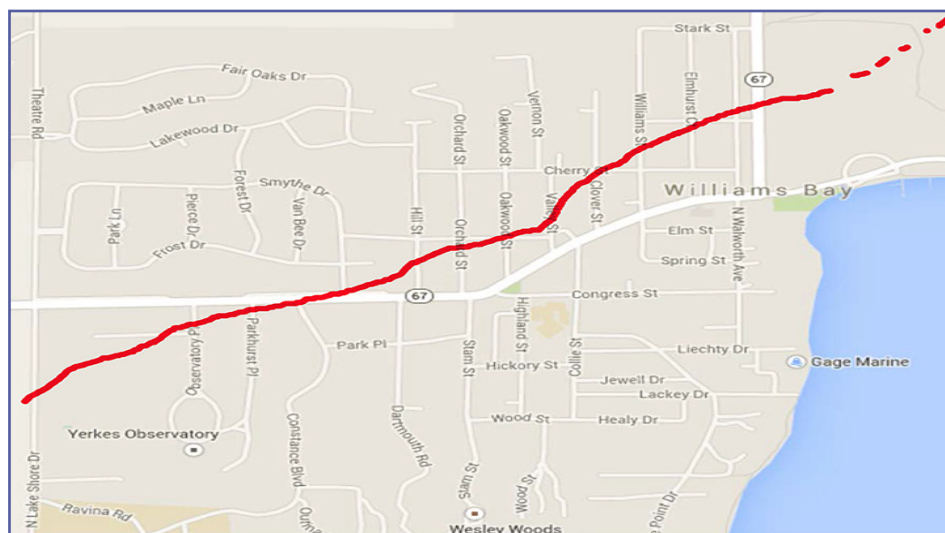 Stark St
67
Fair Oaks Dr
Theatre Rd
Maple Ln
Elmhurst C
Vernon St
Williams St
Lakewood Dr
Orchard St
Oakwood St
Cherry St
Smythe Dr
Forest Dr
Williams Bay
Clover St
Valley St
Pierce Dr
Van Bee Dr
Park Ln
Hill St
Orchard St
Oakwood St
N Walworth Ave
Elm St
Frost Dr
Spring St
67
Congress St
Highland St
Observatory Pl
Parkhurst Pl
Park Pl
Stam St
Collie St
Liechty Dr
Gage Marine
Hickory St
Jewell Dr
Lackey Dr
Wood St
Healy Dr
Yerkes Observatory
Constance Blvd
Dartmouth Rd
N Lake Shore Dr
Stam St
Wood St
e Point Dr
Ravina Rd
Outma
Wesley Woods